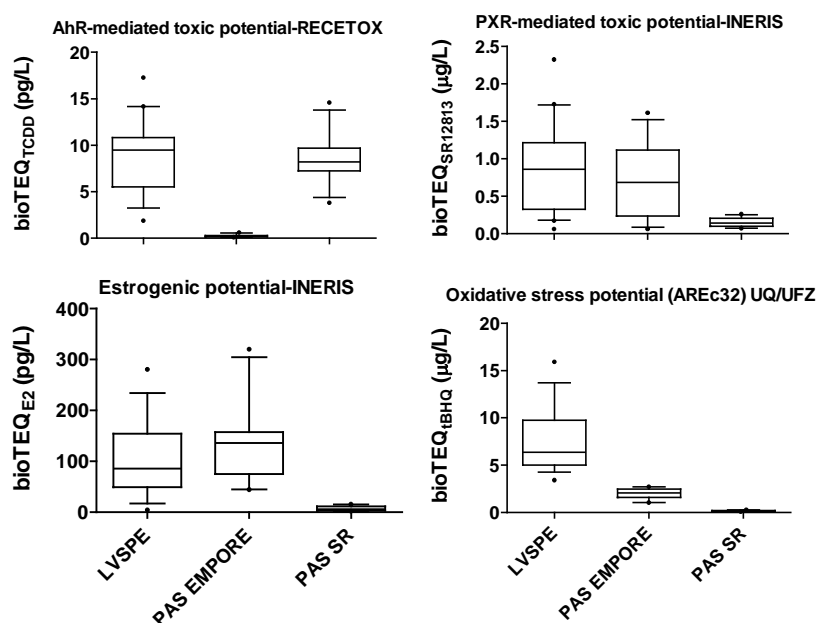 AhR-mediated toxic potential-RECETOX
bioTEQTCDD (pg/L)
20
15
10
5
0
PXR-mediated toxic potential-INERIS
bioTEQSR12813 (µg/L)
2.5
2.0
1.5
1.0
0.5
0.0
Estrogenic potential-INERIS
bioTEQE2 (pg/L)
400
300
200
100
0
LVSPE
PAS EMPORE
PAS SR
Oxidative stress potential (AREc32) UQ/UFZ
bioTEQtBHQ (µg/L)
20
15
10
5
0
LVSPE
PAS EMPORE
PAS SR